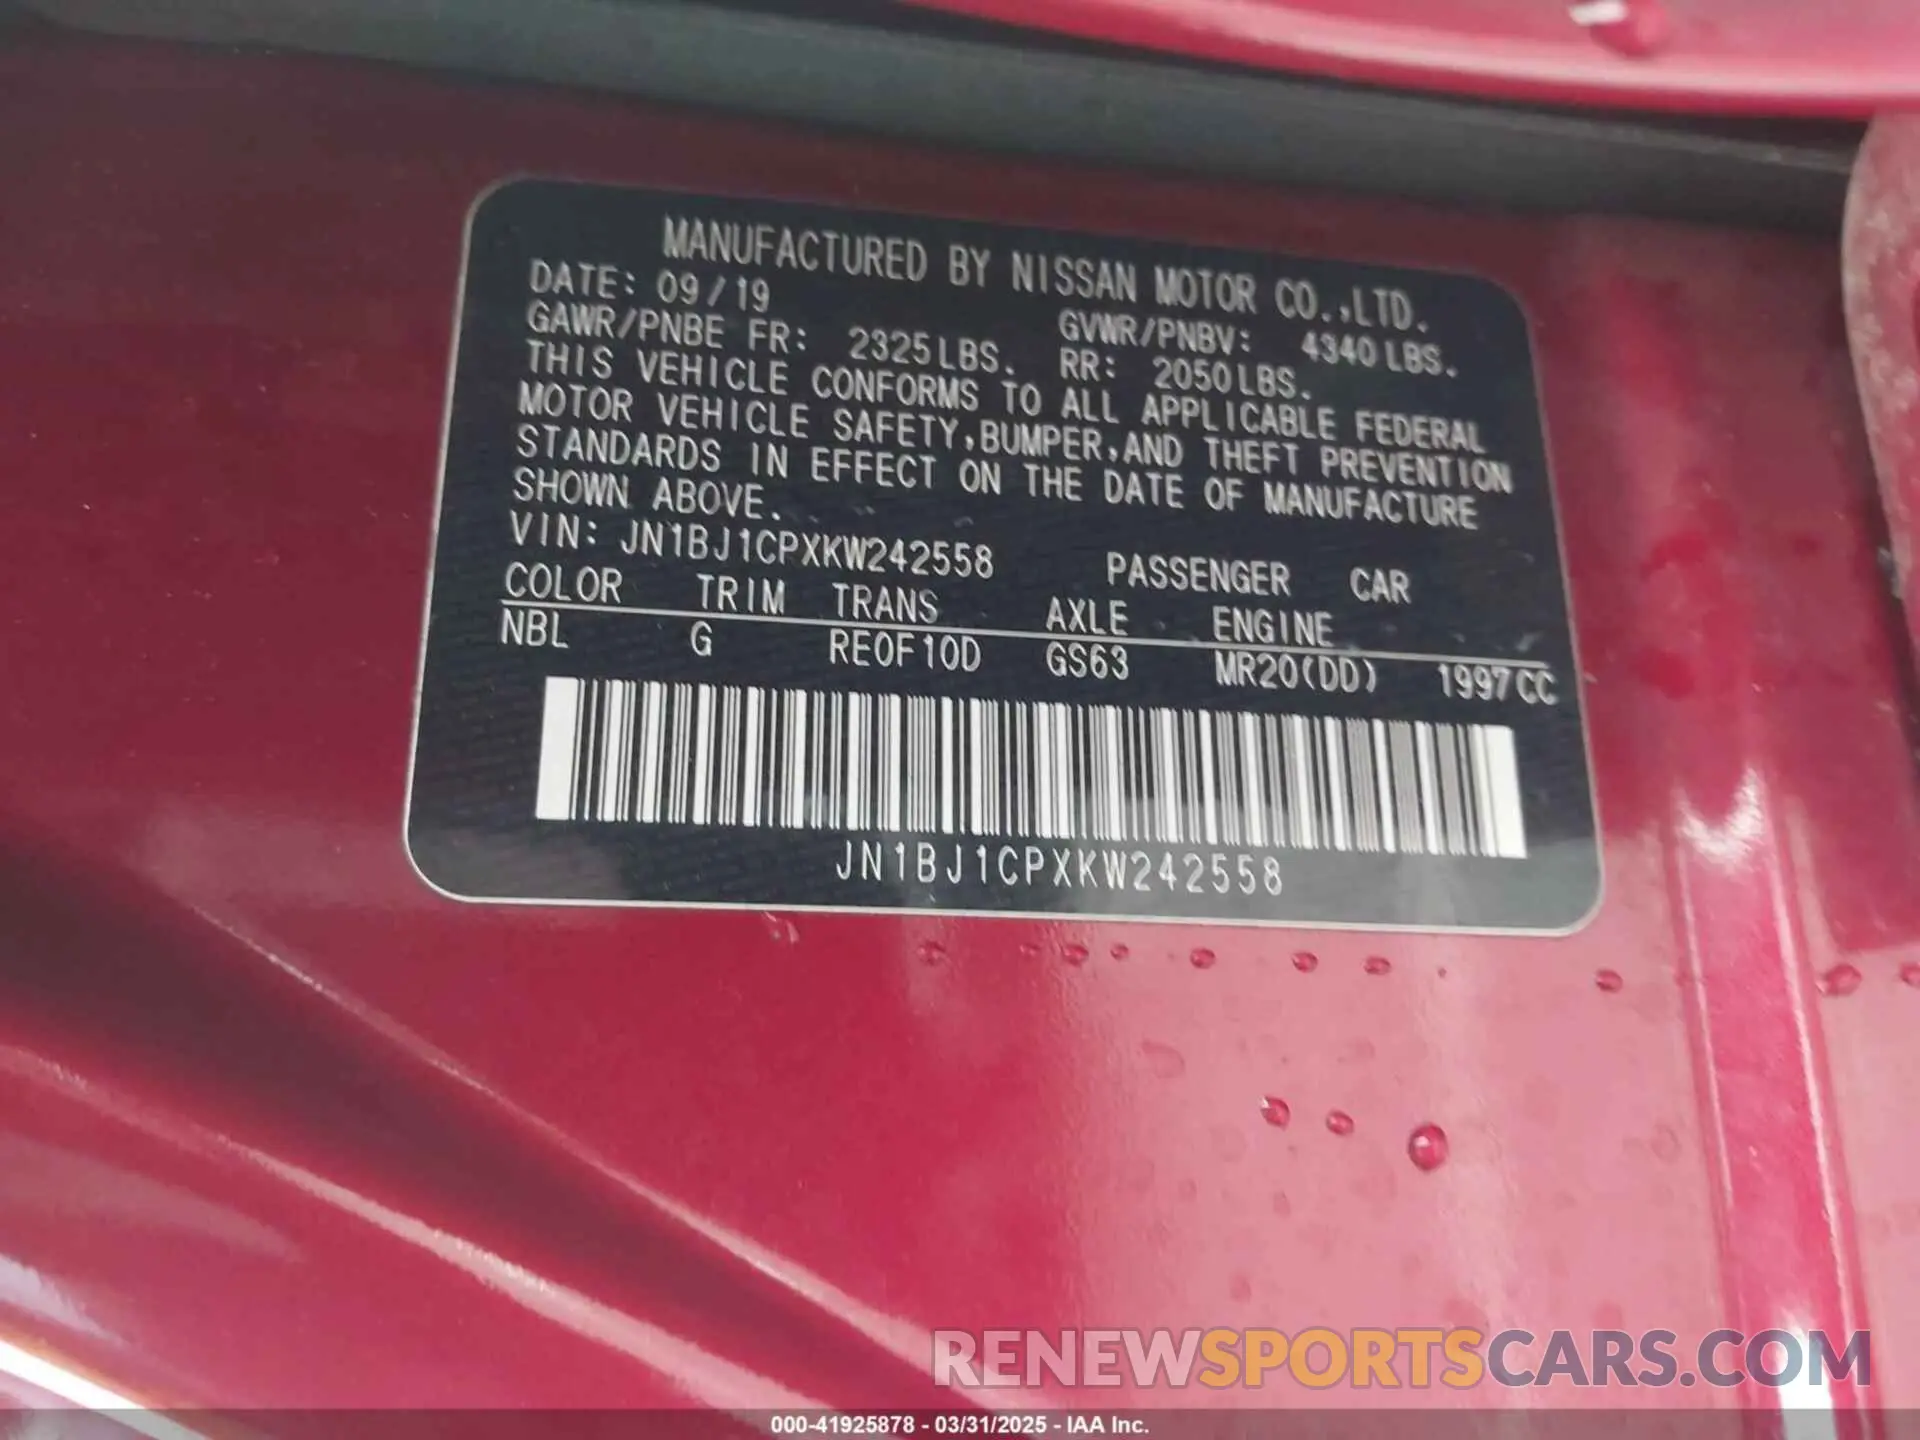 MANUFACTURED BY NISSAN MOTOR CO.,LTD.
DATE: 09/19
GVWR/PNBV: 4340LBS.
GAWR/PNBE FR: 2325LBS. RR: 2050LBS.
THIS VEHICLE CONFORMS TO ALL APPLICABLE FEDERAL
MOTOR VEHICLE SAFETY,BUMPER,AND THEFT PREVENTION
STANDARDS IN EFFECT ON THE DATE OF MANUFACTURE
SHOWN ABOVE.
VIN: JN1BJ1CPXKW242558 PASSENGER CAR
COLOR TRIM TRANS AXLE ENGINE
NBL G RE0F10D GS63 MR20(DD) 1997CC
JN1BJ1CPXKW242558
RENEWSPORTSCARS.COM
000-41925878 - 03/31/2025 - IAA Inc.